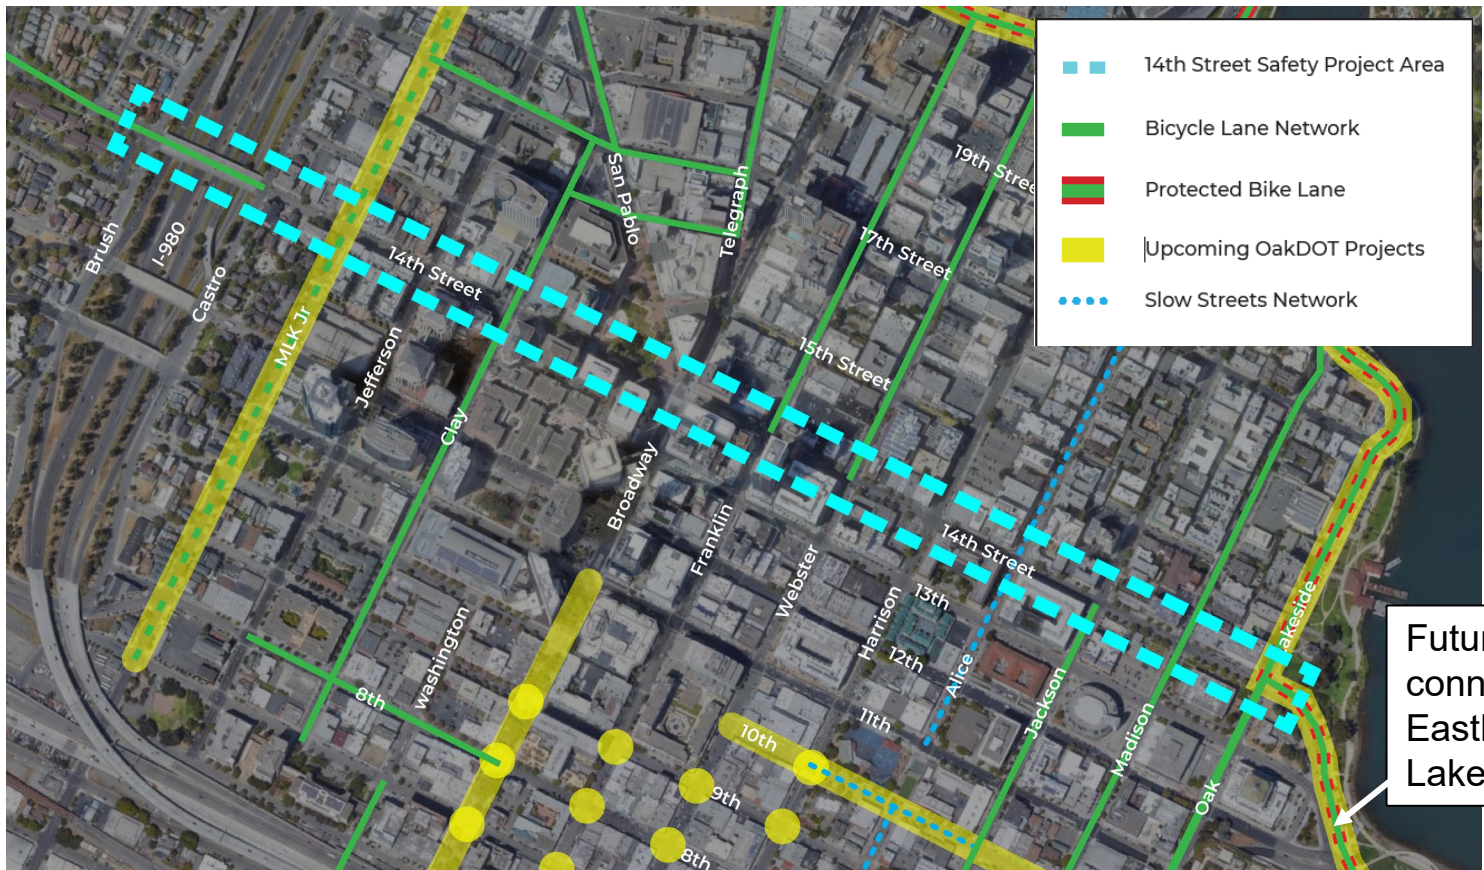 14th Street Safety Project Area
Bicycle Lane Network
Protected Bike Lane
Upcoming OakDOT Projects
Slow Streets Network
19th Stree
San Pablo
Telegraph
17th Street
Brush
I-980
Castro
14th Street
MLK Jr
Jefferson
15th Street
Clay
Broadway
Franklin
Webster
14th Street
13th
Harrison
12th
Alice
Lakeside
washington
8th
11th
Jackson
Madison
10th
Oak
9th
8th
Futu
conn
East
Lake